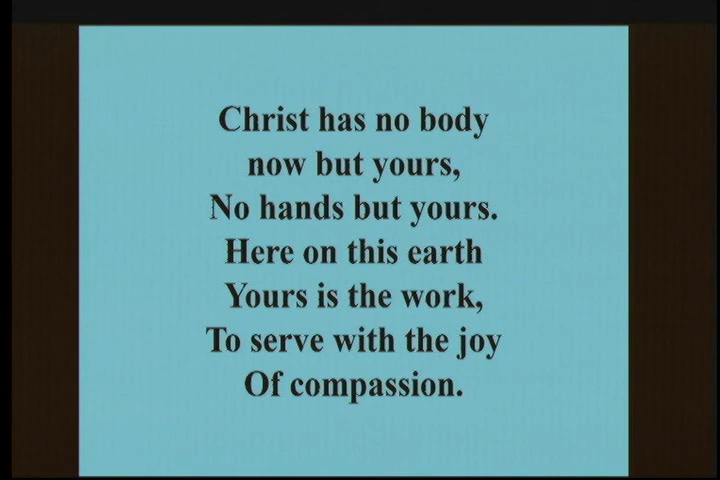 Christ has no body
now but yours,
No hands but yours.
Here on this earth
Yours is the work,
To serve with the joy
Of compassion.